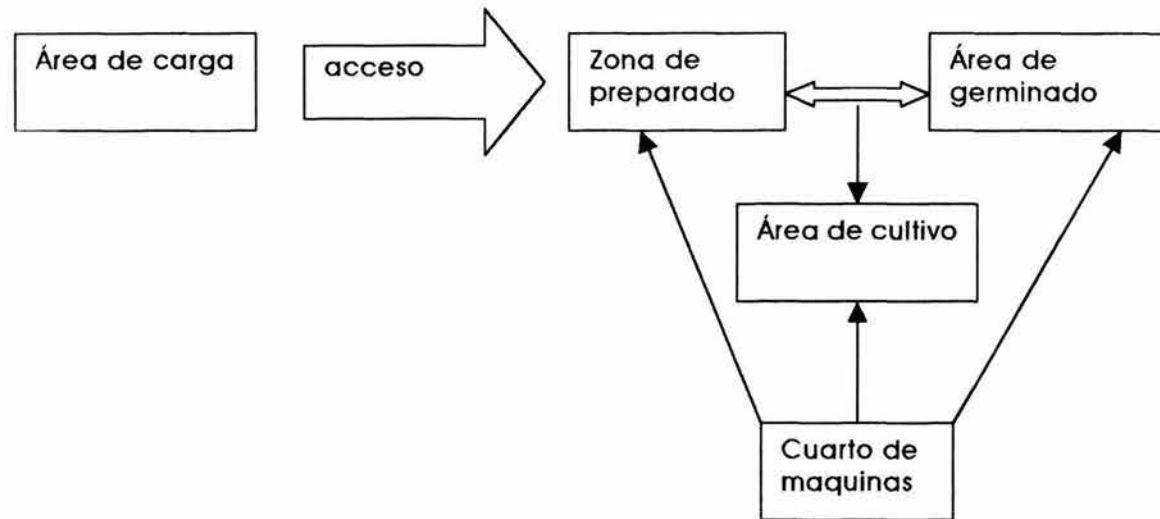 Área de carga
acceso
Zona de
preparado
Área de
germinado
Área de cultivo
Cuarto de
maquinas